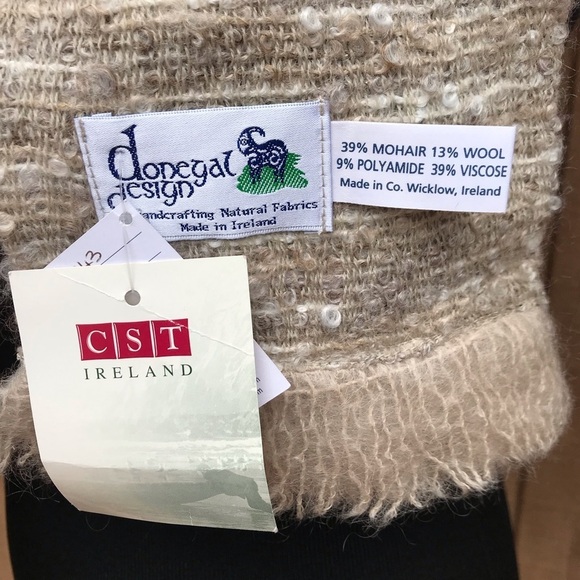 donegal
design
handcrafting Natural Fabrics
Made in Ireland
39% MOHAIR 13% WOOL
9% POLYAMIDE 39% VISCOSE
Made in Co. Wicklow, Ireland
CST
IRELAND